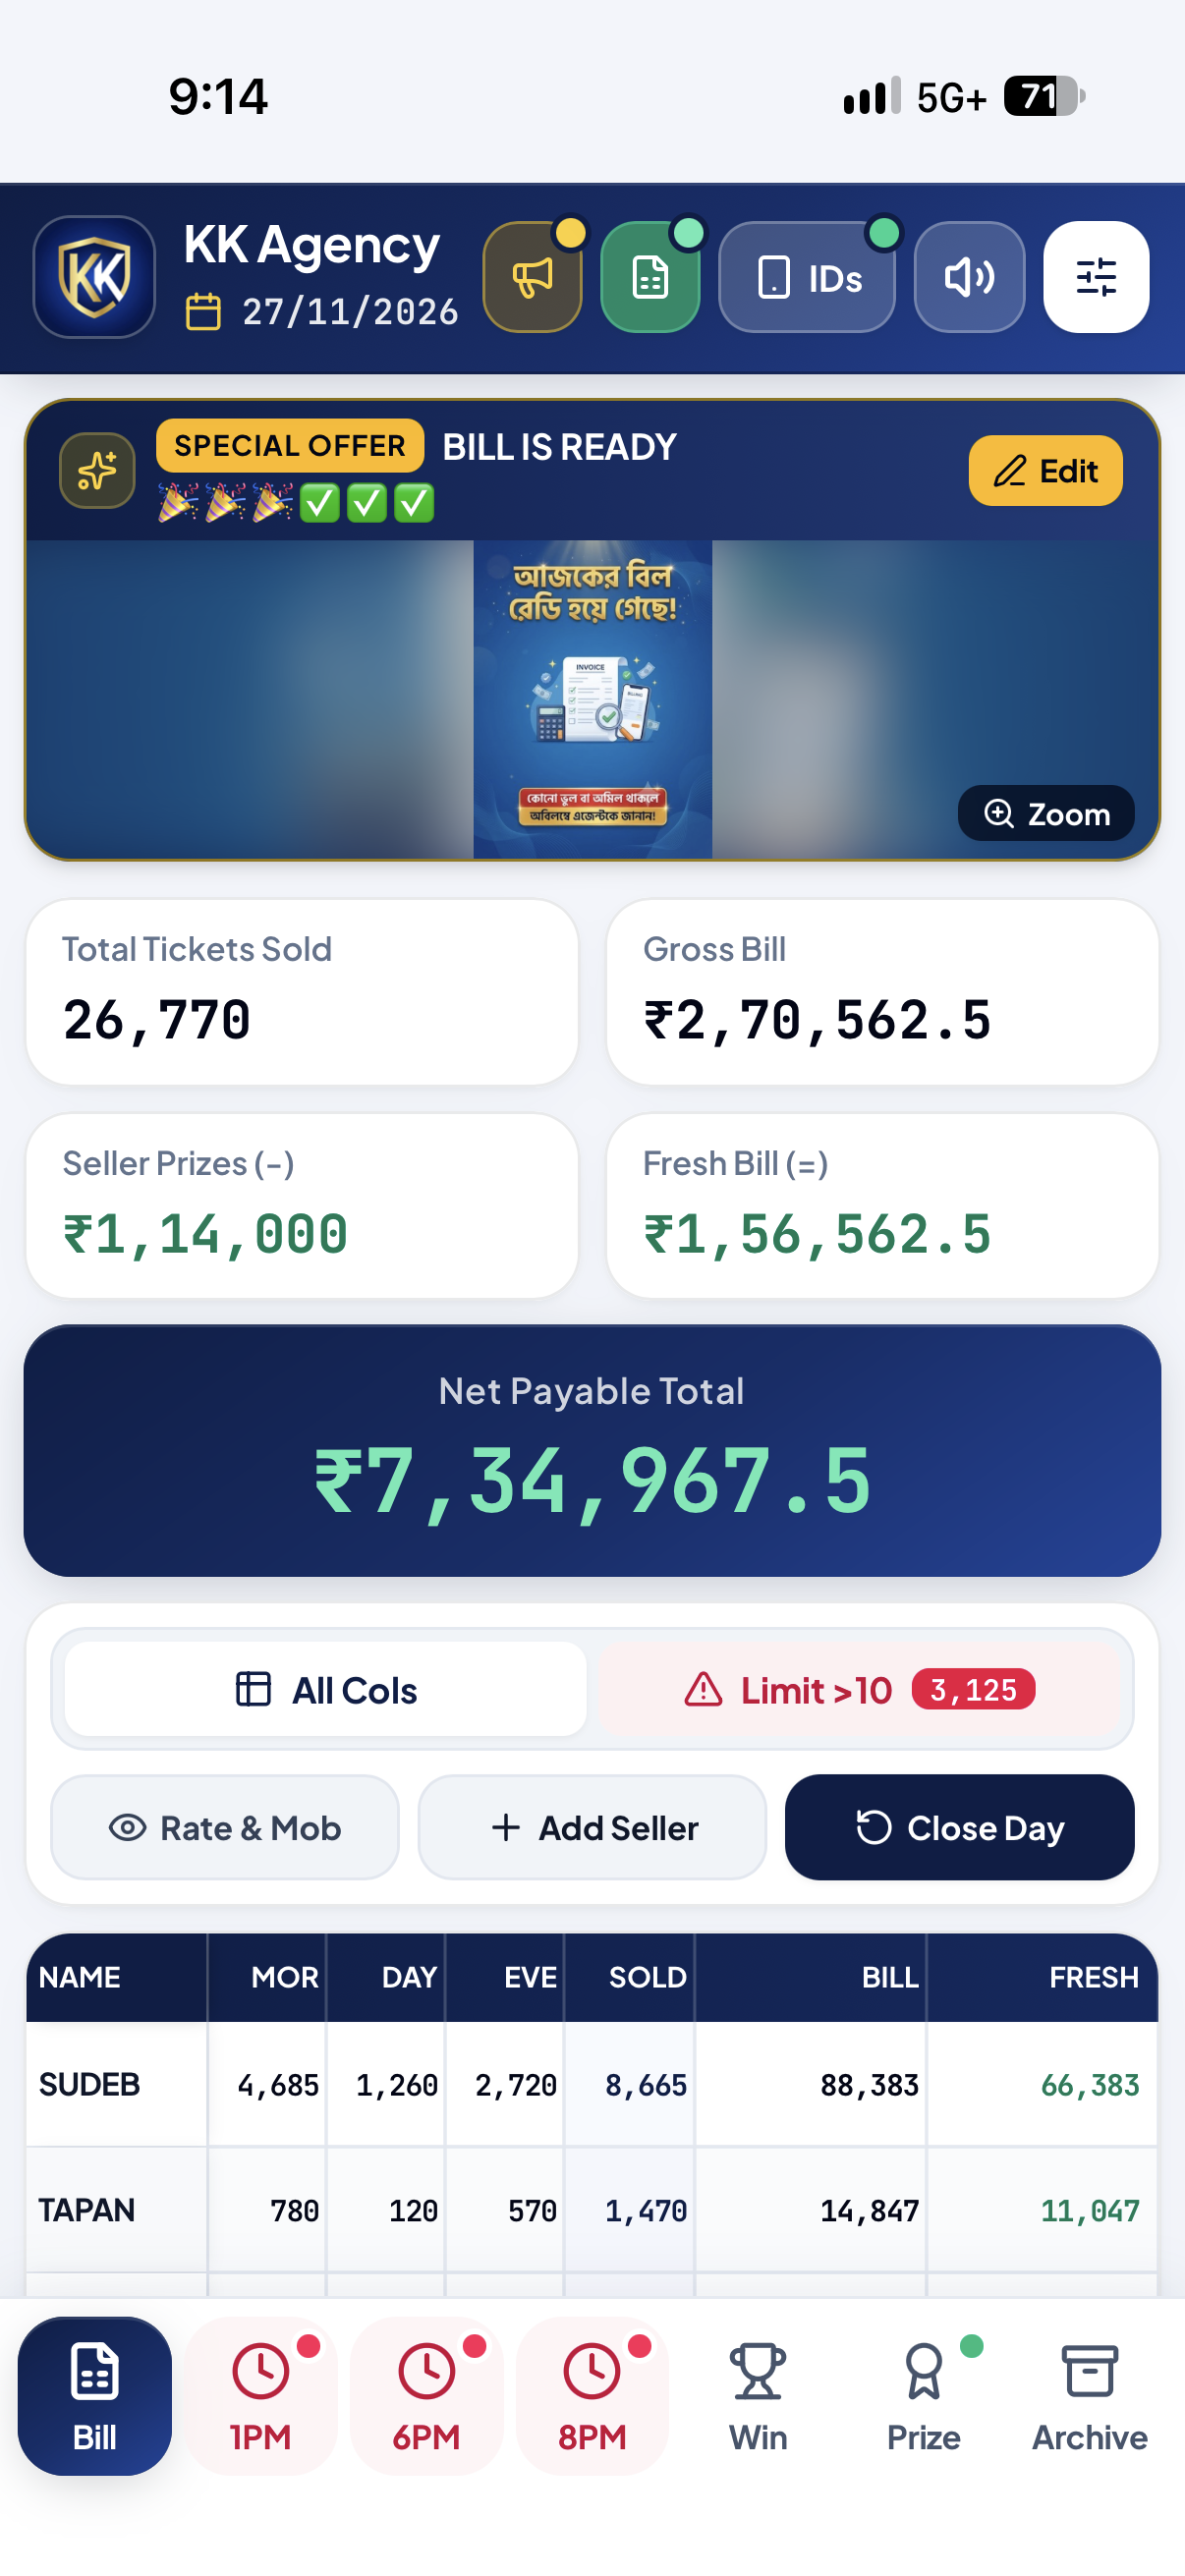 9:14
5G+ 71
KK Agency
27/11/2026
IDs
SPECIAL OFFER BILL IS READY
🎉🎉🎉✅✅✅
Edit
আজকের বিল
রেডি হয়ে গেছে!
INVOICE
কোনো ভুল বা অমিল থাকলে
অবিলম্বে এজেন্টকে জানান!
Zoom
Total Tickets Sold
26,770
Gross Bill
₹2,70,562.5
Seller Prizes (-)
₹1,14,000
Fresh Bill (=)
₹1,56,562.5
Net Payable Total
₹7,34,967.5
All Cols
Limit >10 3,125
Rate & Mob
Add Seller
Close Day
NAME MOR DAY EVE SOLD BILL FRESH
SUDEB 4,685 1,260 2,720 8,665 88,383 66,383
TAPAN 780 120 570 1,470 14,847 11,047
Bill 1PM 6PM 8PM Win Prize Archive